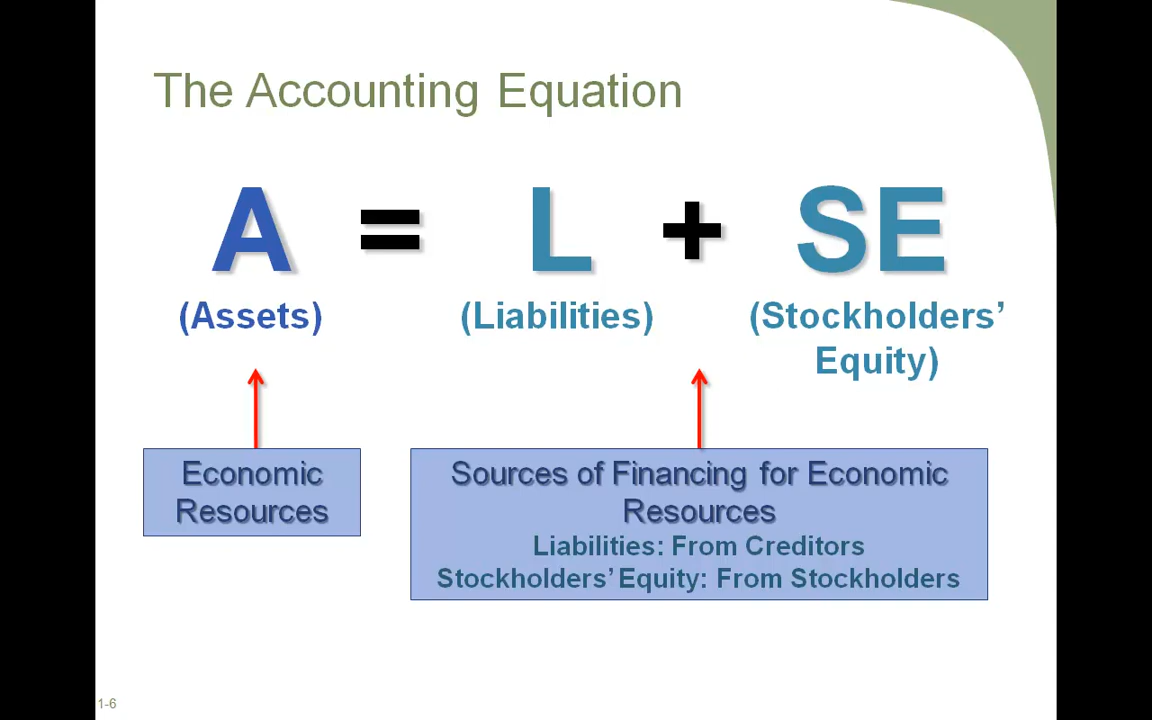 The Accounting Equation
A = L + SE
(Assets) (Liabilities) (Stockholders’
Equity)
Economic
Resources
Sources of Financing for Economic
Resources
Liabilities: From Creditors
Stockholders’ Equity: From Stockholders
1-6